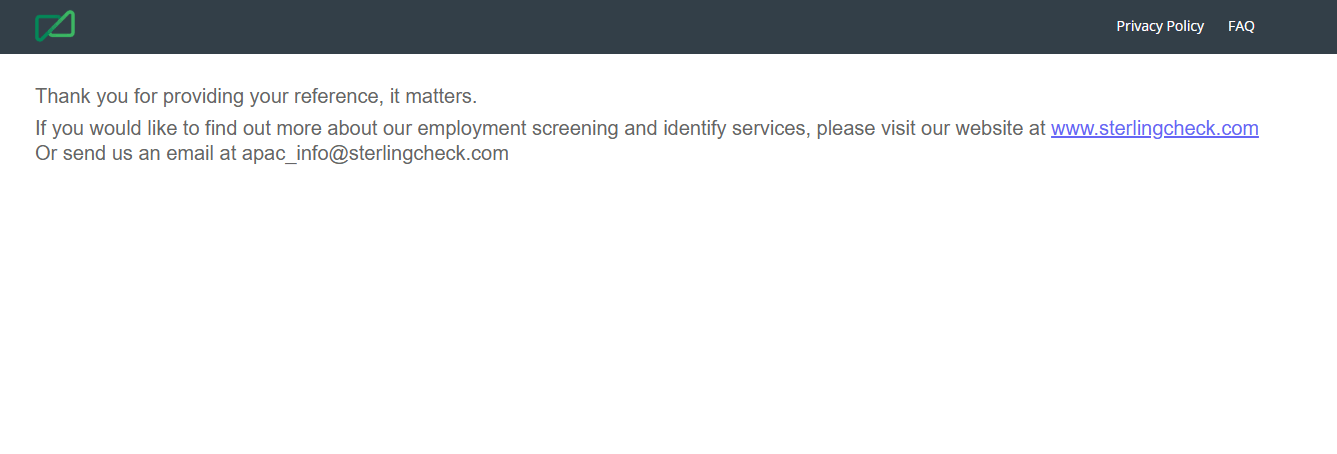 Privacy Policy FAQ
Thank you for providing your reference, it matters.
If you would like to find out more about our employment screening and identify services, please visit our website at www.sterlingcheck.com
Or send us an email at apac_info@sterlingcheck.com